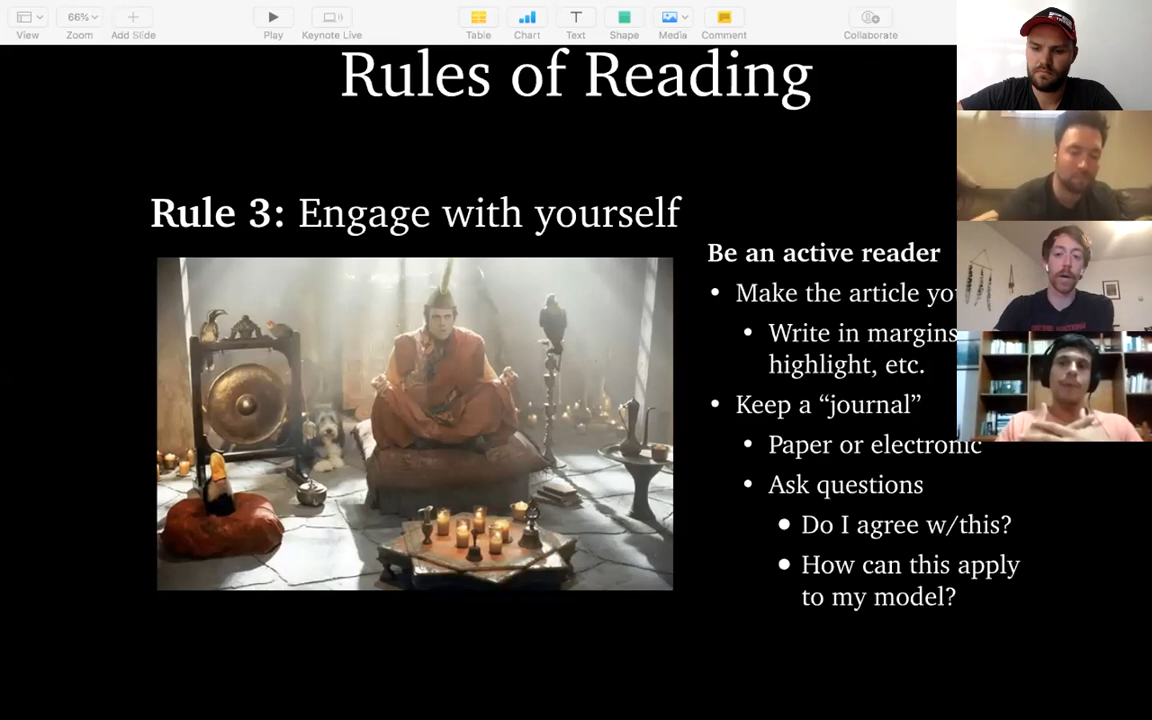 View
66%
Zoom
Add Slide
Play
Keynote Live
Table
Chart
T
Text
Shape
Media
Comment
Collaborate
Rules of Reading
Rule 3: Engage with yourself
Be an active reader
• Make the article
• Write in margins
highlight, etc.
• Keep a “journal”
• Paper or electronic
• Ask questions
• Do I agree w/this?
• How can this apply
to my model?